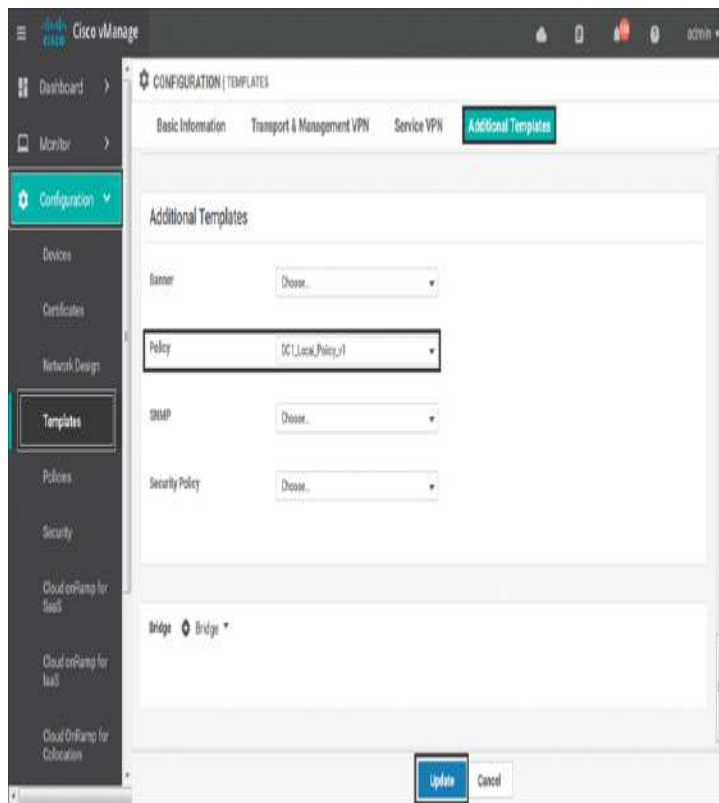 cisco
Cisco vManage
admin
Dashboard
Monitor
Configuration
Devices
Certificates
Network Design
Templates
Policies
Security
Cloud onRamp for
SaaS
Cloud onRamp for
IaaS
Cloud OnRamp for
Colocation
CONFIGURATION | TEMPLATES
Basic Information Transport & Management VPN Service VPN Additional Templates
Additional Templates
Banner Choose...
Policy DC1_Local_Policy_v1
SNMP Choose...
Security Policy Choose...
Bridge Bridge
Update Cancel